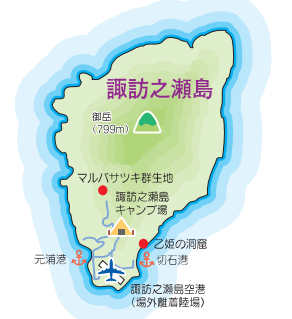 諏訪之瀬島
御岳
（799m）
マルバサツキ群生地
諏訪之瀬島
キャンプ場
乙姫の洞窟
元浦港
切石港
諏訪之瀬島空港
（場外離着陸場）